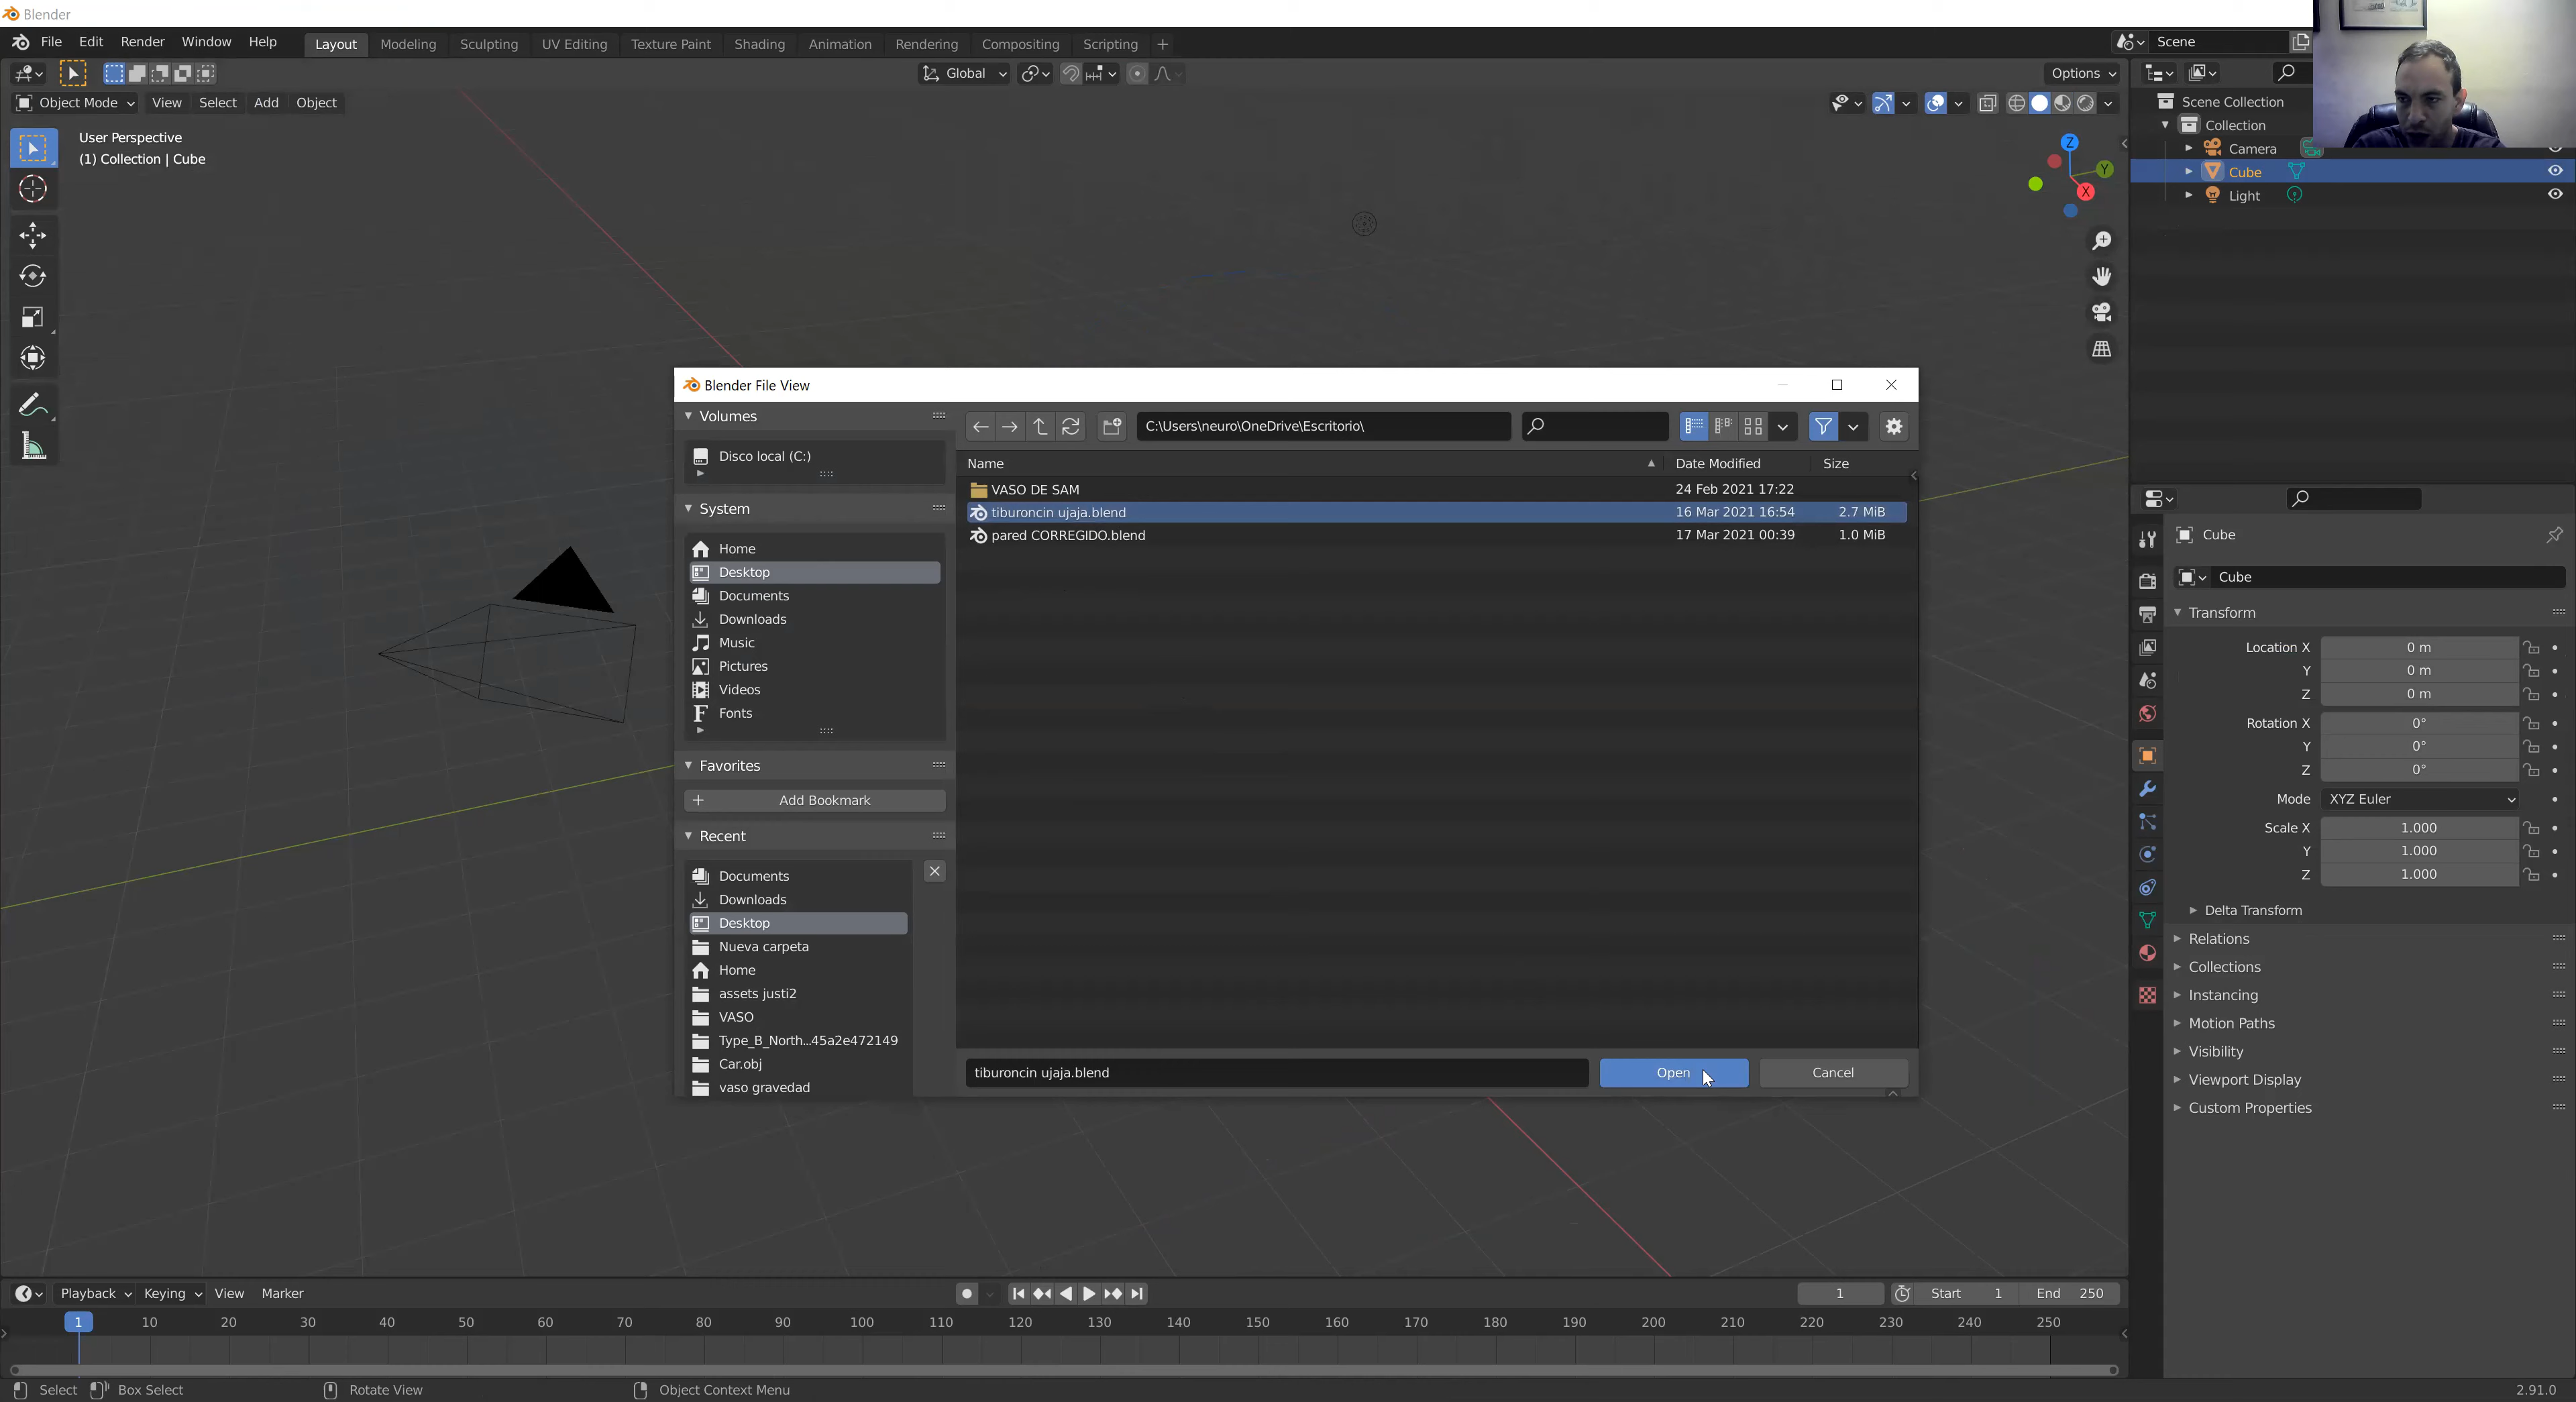 Blender
File Edit Render Window Help
Layout Modeling Sculpting UV Editing Texture Paint Shading Animation Rendering Compositing Scripting
Scene
Global
Options
Object Mode View Select Add Object
User Perspective
(1) Collection | Cube
Z
Y
X
Scene Collection
Collection
Camera
Cube
Light
Blender File View
Volumes
Disco local (C:)
System
Home
Desktop
Documents
Downloads
Music
Pictures
Videos
Fonts
Favorites
Add Bookmark
Recent
Documents
Downloads
Desktop
Nueva carpeta
Home
assets justi2
VASO
Type_B_North...45a2e472149
Car.obj
vaso gravedad
C:\Users\neuro\OneDrive\Escritorio\
Name Date Modified Size
VASO DE SAM 24 Feb 2021 17:22
tiburoncin ujaja.blend 16 Mar 2021 16:54 2.7 MiB
pared CORREGIDO.blend 17 Mar 2021 00:39 1.0 MiB
tiburoncin ujaja.blend Open Cancel
Cube
Cube
Transform
Location X 0 m
Y 0 m
Z 0 m
Rotation X 0°
Y 0°
Z 0°
Mode XYZ Euler
Scale X 1.000
Y 1.000
Z 1.000
Delta Transform
Relations
Collections
Instancing
Motion Paths
Visibility
Viewport Display
Custom Properties
Playback Keying View Marker
1 Start 1 End 250
1 10 20 30 40 50 60 70 80 90 100 110 120 130 140 150 160 170 180 190 200 210 220 230 240 250
Select Box Select Rotate View Object Context Menu
2.91.0